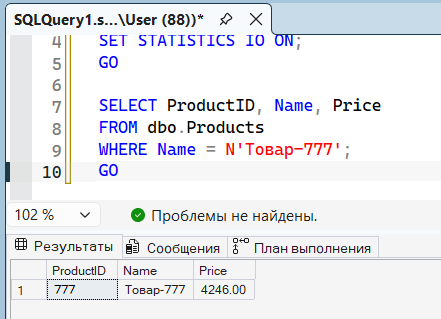 SQLQuery1.s...\User (88))*
4 SET STATISTICS IO ON;
5 GO
6
7 SELECT ProductID, Name, Price
8 FROM dbo.Products
9 WHERE Name = N'Товар-777';
10 GO
102 % Проблемы не найдены.
Результаты Сообщения План выполнения
ProductID Name Price
1 777 Товар-777 4246.00